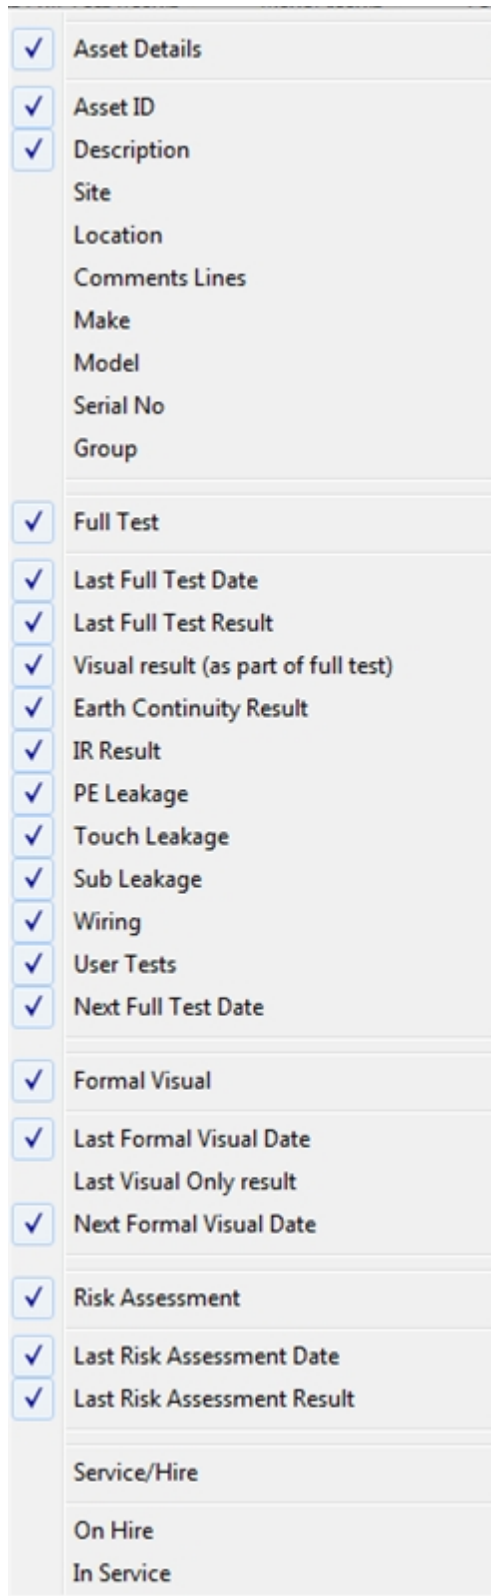 Asset Details
Asset ID
Description
Site
Location
Comments Lines
Make
Model
Serial No
Group
Full Test
Last Full Test Date
Last Full Test Result
Visual result (as part of full test)
Earth Continuity Result
IR Result
PE Leakage
Touch Leakage
Sub Leakage
Wiring
User Tests
Next Full Test Date
Formal Visual
Last Formal Visual Date
Last Visual Only result
Next Formal Visual Date
Risk Assessment
Last Risk Assessment Date
Last Risk Assessment Result
Service/Hire
On Hire
In Service